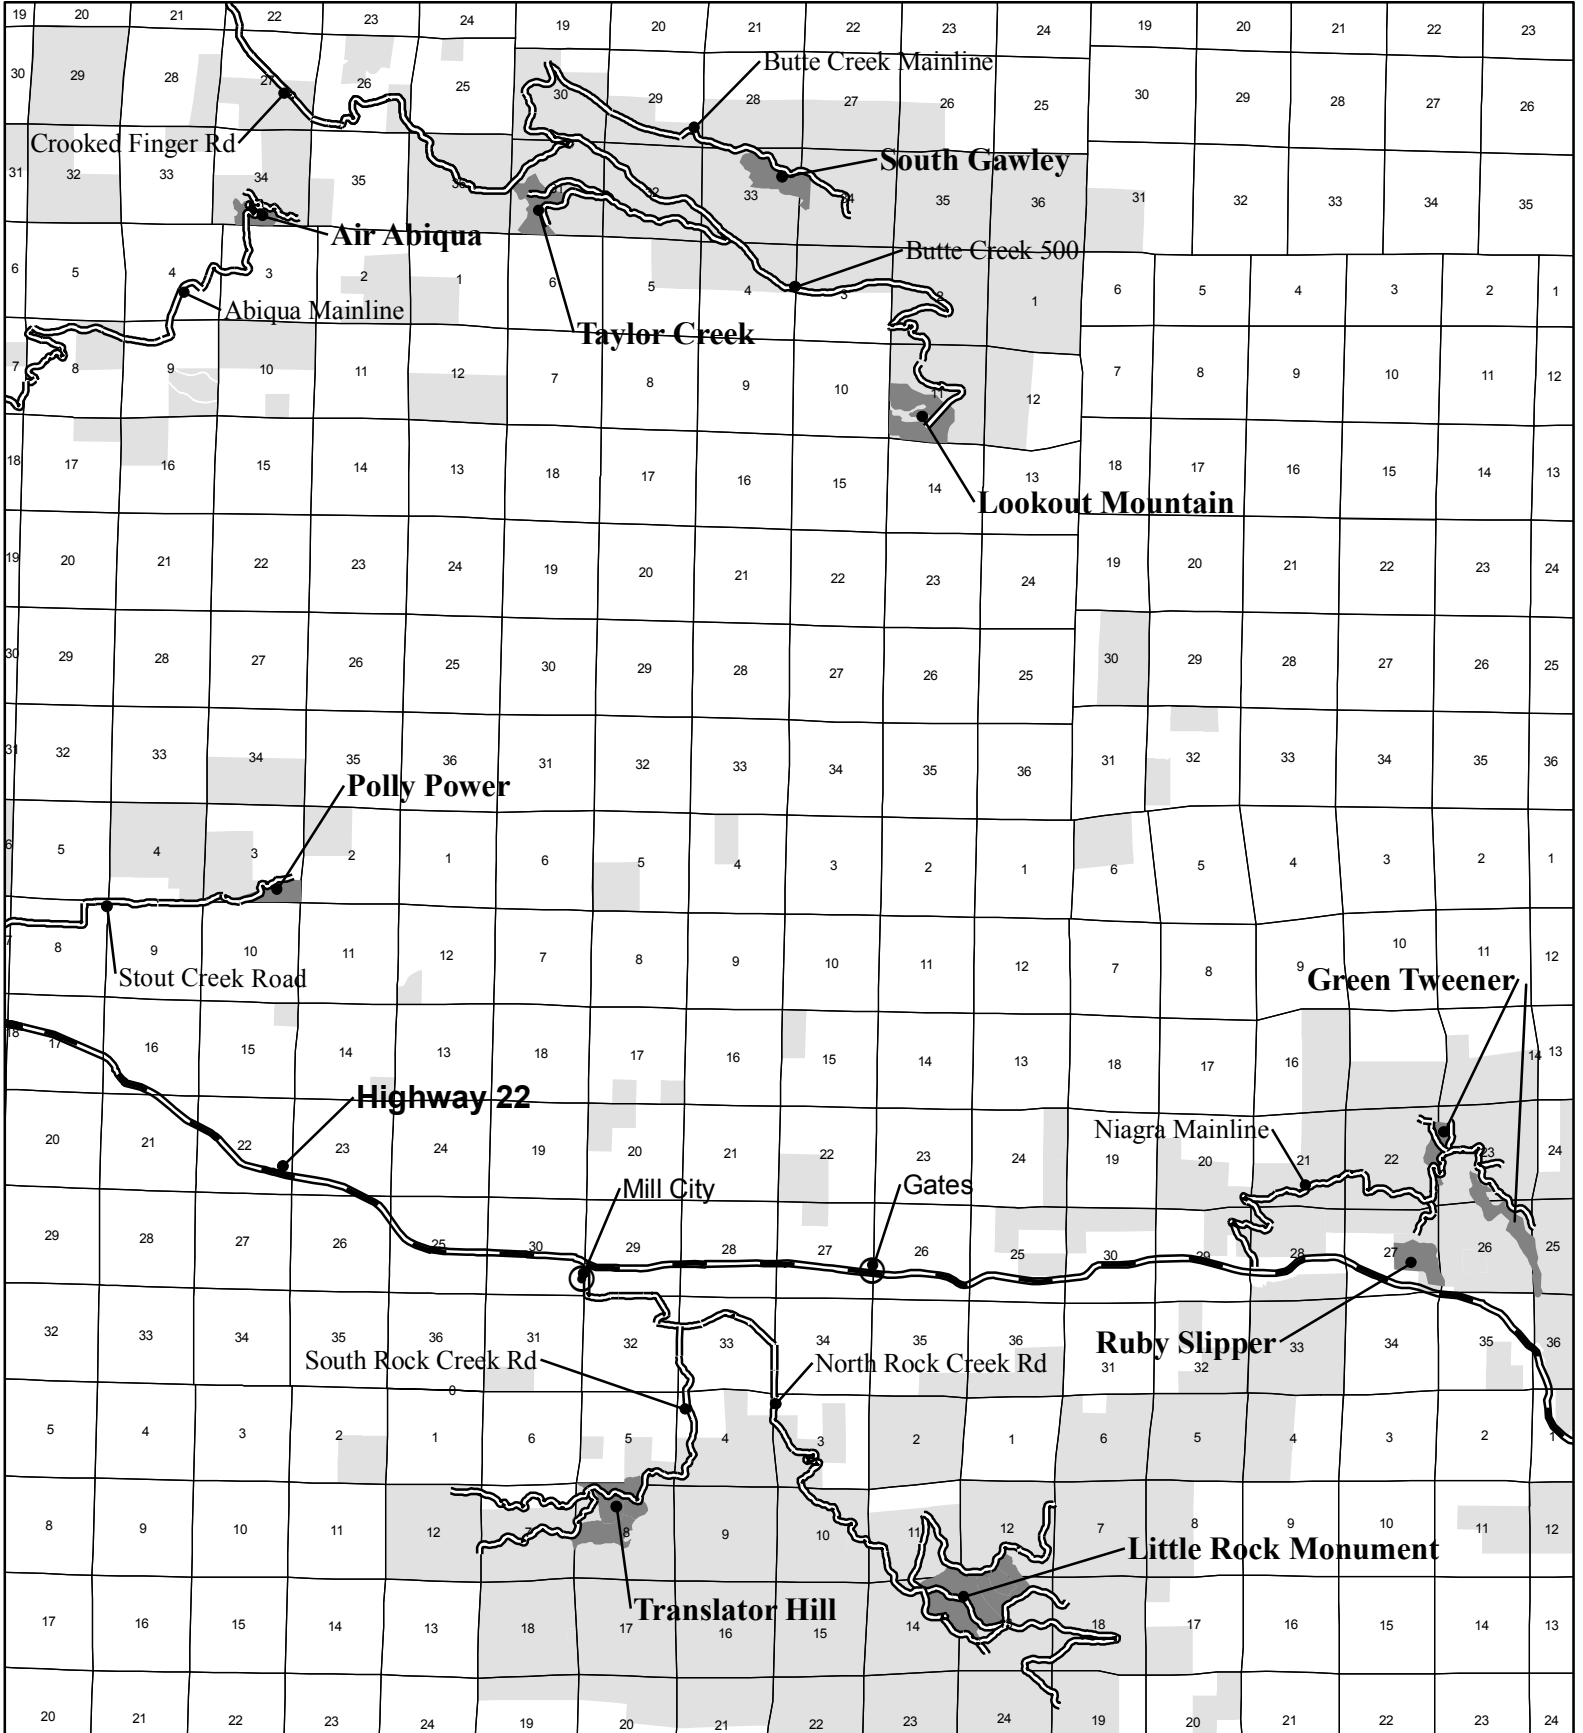 19 20 21 22 23 24 19 20 21 22 23 24 19 20 21 22 23
Butte Creek Mainline
30 29 28 27 26 25 30 29 28 27 26 25 30 29 28 27 26
Crooked Finger Rd
South Gawley
31 32 33 34 35 36 31 32 33 34 35 36 31 32 33 34 35
Air Abiqua
Butte Creek 500
6 5 4 3 2 1 6 5 4 3 2 1 6 5 4 3 2 1
Abiqua Mainline
Taylor Creek
7 8 9 10 11 12 7 8 9 10 11 12 7 8 9 10 11 12
18 17 16 15 14 13 18 17 16 15 14 13 18 17 16 15 14 13
Lookout Mountain
19 20 21 22 23 24 19 20 21 22 23 24 19 20 21 22 23 24
30 29 28 27 26 25 30 29 28 27 26 25 30 29 28 27 26 25
31 32 33 34 35 36 31 32 33 34 35 36 31 32 33 34 35 36
Polly Power
6 5 4 3 2 1 6 5 4 3 2 1 6 5 4 3 2 1
7 8 9 10 11 12 7 8 9 10 11 12 7 8 9 10 11 12
Stout Creek Road
Green Tweener
18 17 16 15 14 13 18 17 16 15 14 13 18 17 16 14 13
Highway 22
20 21 22 23 24 19 20 21 22 23 24 19 20 21 22 23 24
Niagra Mainline
Mill City
Gates
29 28 27 26 25 30 29 28 27 26 25 30 29 28 27 26 25
32 33 34 35 36 31 32 33 34 35 36 31 32 33 34 35 36
Ruby Slipper
South Rock Creek Rd
North Rock Creek Rd
0
5 4 3 2 1 6 5 4 3 2 1 6 5 4 3 2 1
8 9 10 11 12 7 8 9 10 11 12 7 8 9 10 11 12
Little Rock Monument
Translator Hill
17 16 15 14 13 18 17 16 15 14 18 17 16 15 14 13
20 21 22 23 24 19 20 21 22 23 24 19 20 21 22 23 24